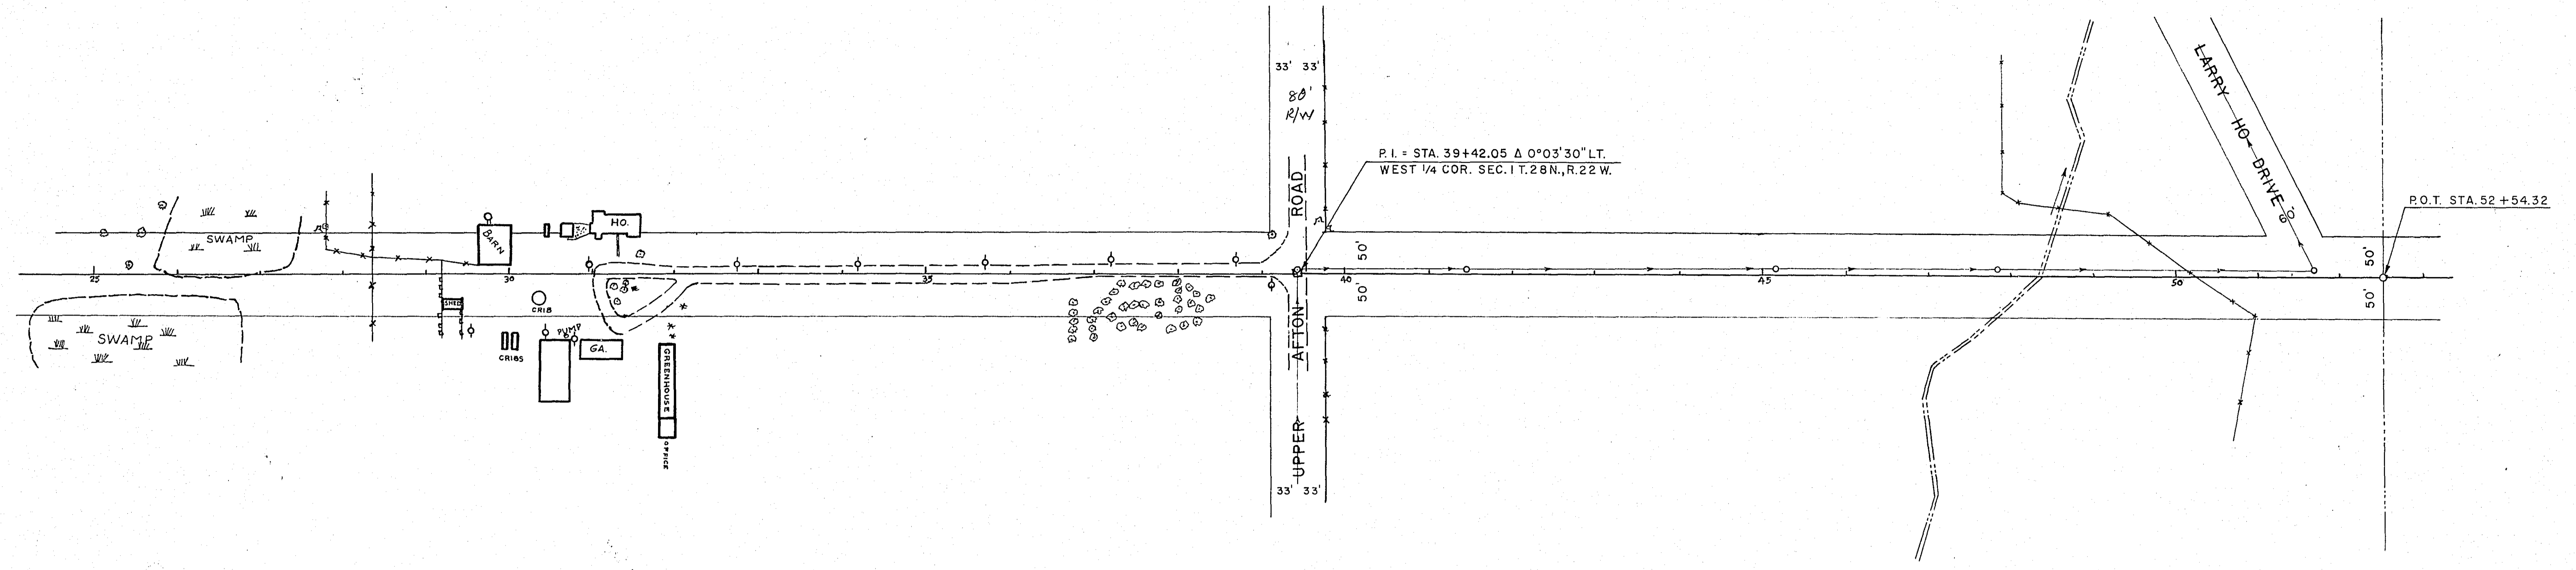 33' 33'
80'
R/W
ROAD
P.I. = STA. 39+42.05 Δ 0°03'30" LT.
WEST 1/4 COR. SEC. 1 T. 28 N., R. 22 W.
LARRY HO DRIVE 60'
P.O.T. STA. 52+54.32
SWAMP
BARN
HO.
25
30
35
40
45
50
50'
50'
50'
50'
SWAMP
SHED
CRIB
CRIBS
PUMP
GA.
GREENHOUSE
OFFICE
AFTON
UPPER
33' 33'